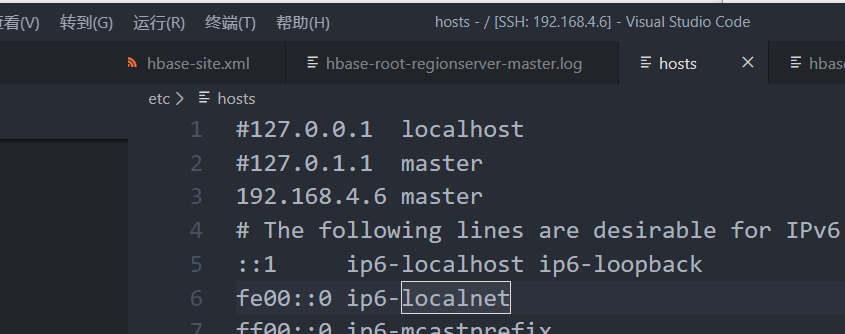 查看(V) 转到(G) 运行(R) 终端(T) 帮助(H) hosts - / [SSH: 192.168.4.6] - Visual Studio Code
hbase-site.xml hbase-root-regionserver-master.log hosts × hbase
etc > hosts
1 #127.0.0.1 localhost
2 #127.0.1.1 master
3 192.168.4.6 master
4 # The following lines are desirable for IPv6
5 ::1 ip6-localhost ip6-loopback
6 fe00::0 ip6-localnet
7 ff00::0 ip6-mcastprefix